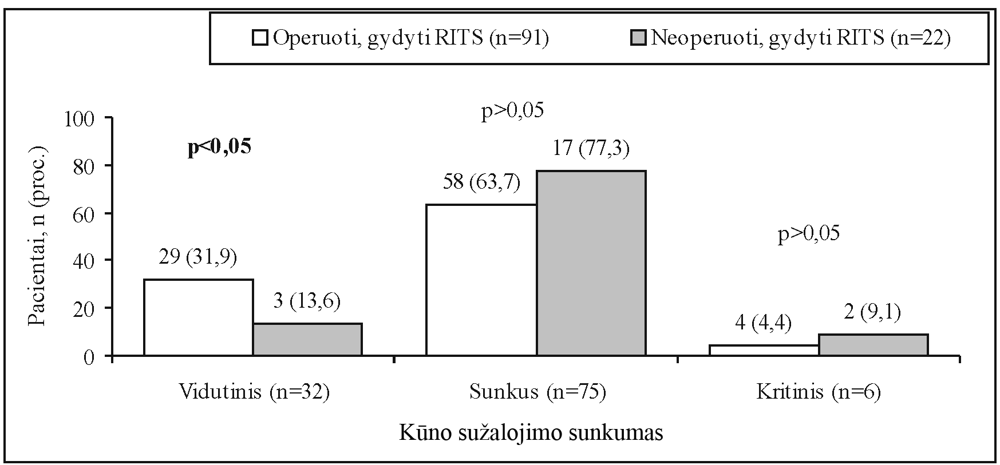 Operuoti, gydyti RITS (n=91) Neoperuoti, gydyti RITS (n=22)
Pacientai, n (proc.)
100
80
60
40
20
0
p<0,05
p>0,05
p>0,05
29 (31,9)
3 (13,6)
58 (63,7)
17 (77,3)
4 (4,4)
2 (9,1)
Vidutinis (n=32) Sunkus (n=75) Kritinis (n=6)
Kūno sužalojimo sunkumas